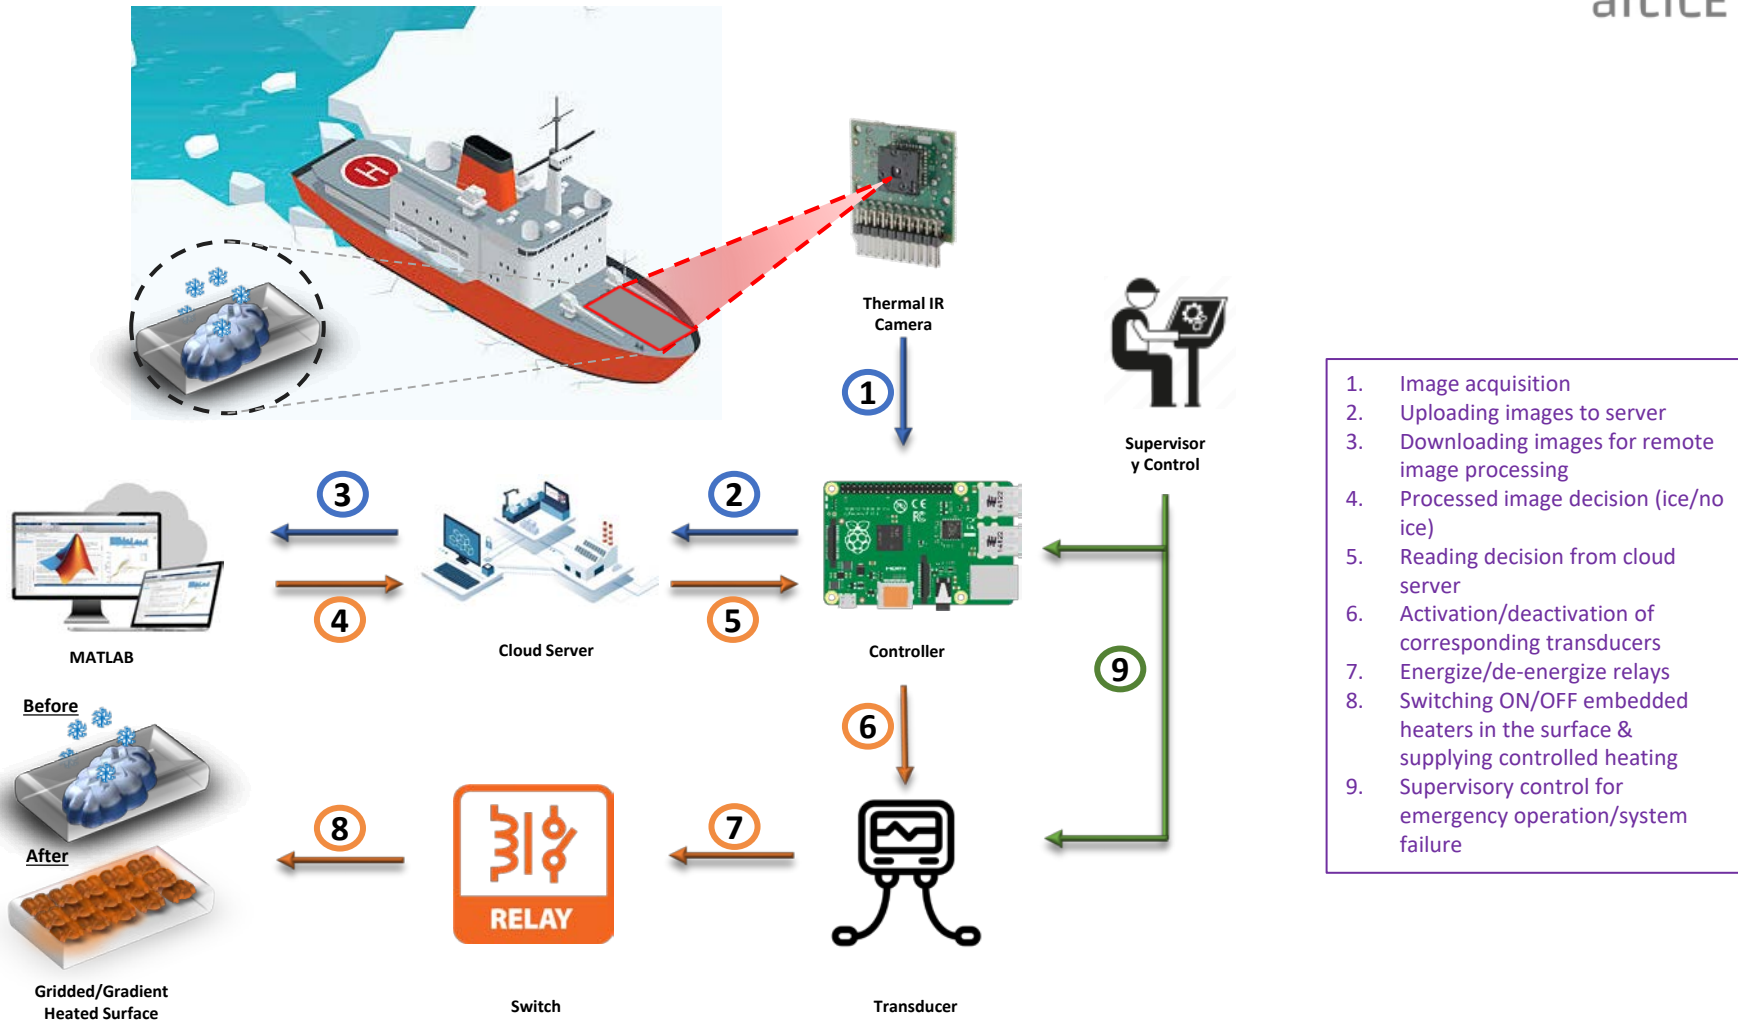 H
Thermal IR
Camera
1
Supervisor
y Control
3
2
4
5
MATLAB
Cloud Server
Controller
9
Before
6
RELAY
8
7
After
Gridded/Gradient
Heated Surface
Switch
Transducer
1. Image acquisition
2. Uploading images to server
3. Downloading images for remote
image processing
4. Processed image decision (ice/no
ice)
5. Reading decision from cloud
server
6. Activation/deactivation of
corresponding transducers
7. Energize/de-energize relays
8. Switching ON/OFF embedded
heaters in the surface &
supplying controlled heating
9. Supervisory control for
emergency operation/system
failure